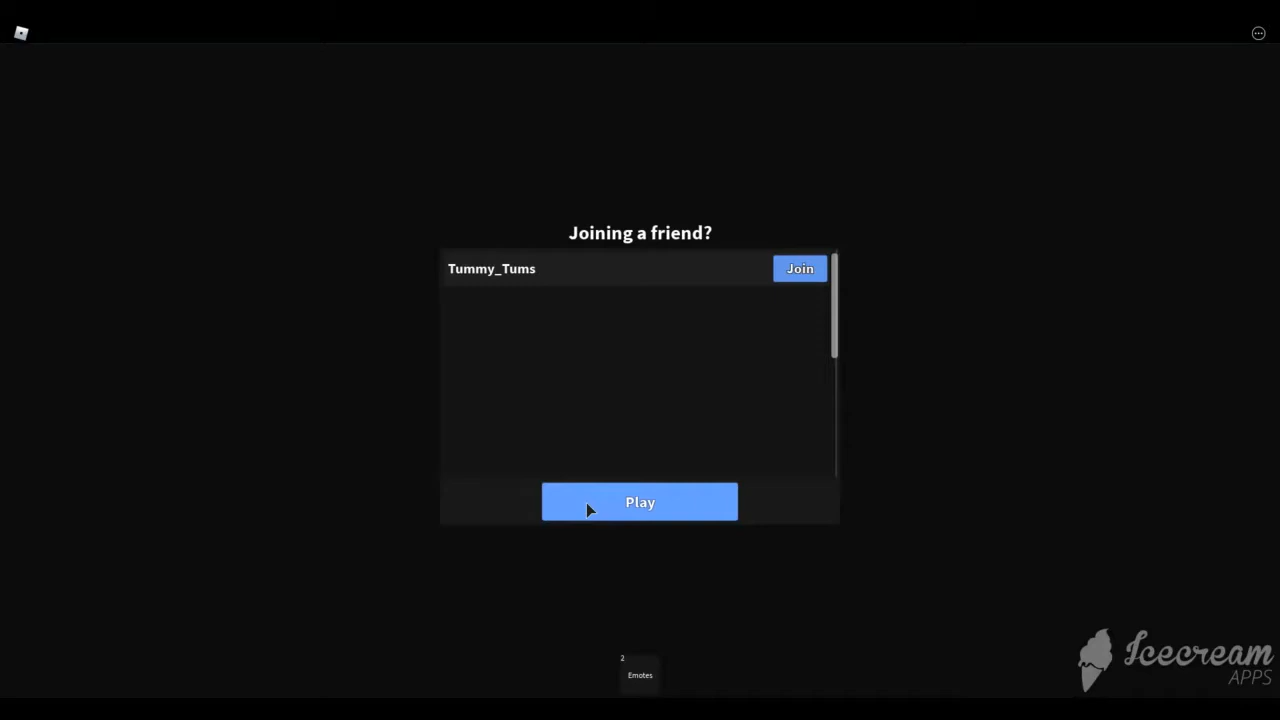 Joining a friend?
Tummy_Tums
Join
Play
2
Emotes
Icecream
APPS